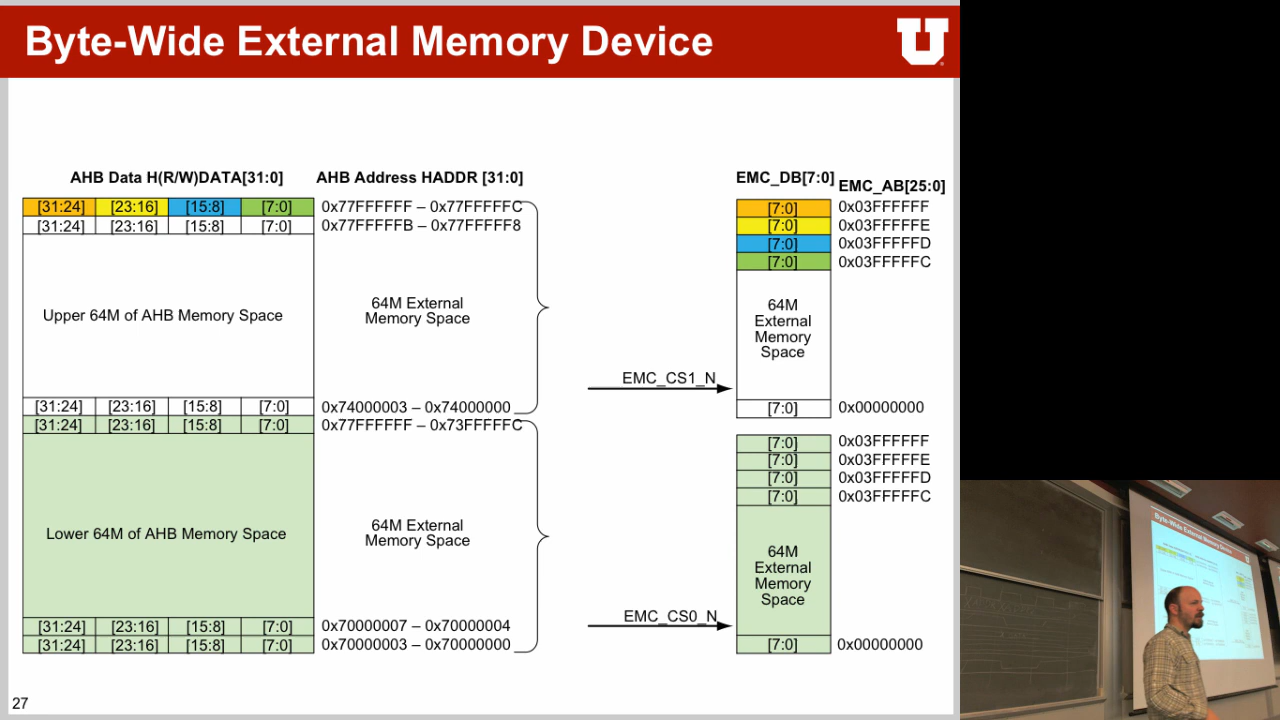 Byte-Wide External Memory Device
U
AHB Data H(R/W)DATA[31:0] AHB Address HADDR [31:0] EMC_DB[7:0] EMC_AB[25:0]
[31:24] [23:16] [15:8] [7:0] 0x77FFFFFF – 0x77FFFFFC [7:0] 0x03FFFFFF
[31:24] [23:16] [15:8] [7:0] 0x77FFFFFB – 0x77FFFFF8 [7:0] 0x03FFFFFE
[7:0] 0x03FFFFFD
[7:0] 0x03FFFFFC
Upper 64M of AHB Memory Space
64M External
Memory Space
64M
External
Memory
Space
EMC_CS1_N
[31:24] [23:16] [15:8] [7:0] 0x74000003 – 0x74000000 [7:0] 0x00000000
[31:24] [23:16] [15:8] [7:0] 0x77FFFFFF – 0x73FFFFFC [7:0] 0x03FFFFFF
[7:0] 0x03FFFFFE
[7:0] 0x03FFFFFD
[7:0] 0x03FFFFFC
Lower 64M of AHB Memory Space
64M External
Memory Space
64M
External
Memory
Space
EMC_CS0_N
[31:24] [23:16] [15:8] [7:0] 0x70000007 – 0x70000004
[31:24] [23:16] [15:8] [7:0] 0x70000003 – 0x70000000 [7:0] 0x00000000
27
Byte-Wide External Memory Device